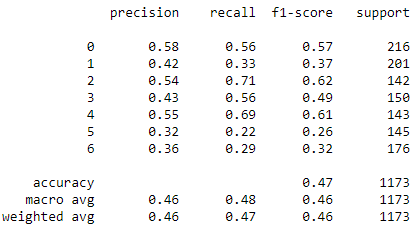 precision recall f1-score support
0 0.58 0.56 0.57 216
1 0.42 0.33 0.37 201
2 0.54 0.71 0.62 142
3 0.43 0.56 0.49 150
4 0.55 0.69 0.61 143
5 0.32 0.22 0.26 145
6 0.36 0.29 0.32 176
accuracy 0.47 1173
macro avg 0.46 0.48 0.46 1173
weighted avg 0.46 0.47 0.46 1173